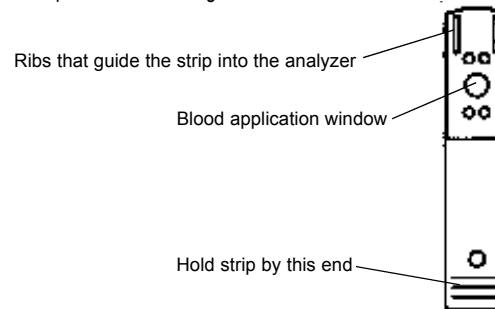 Ribs that guide the strip into the analyzer
Blood application window
Hold strip by this end